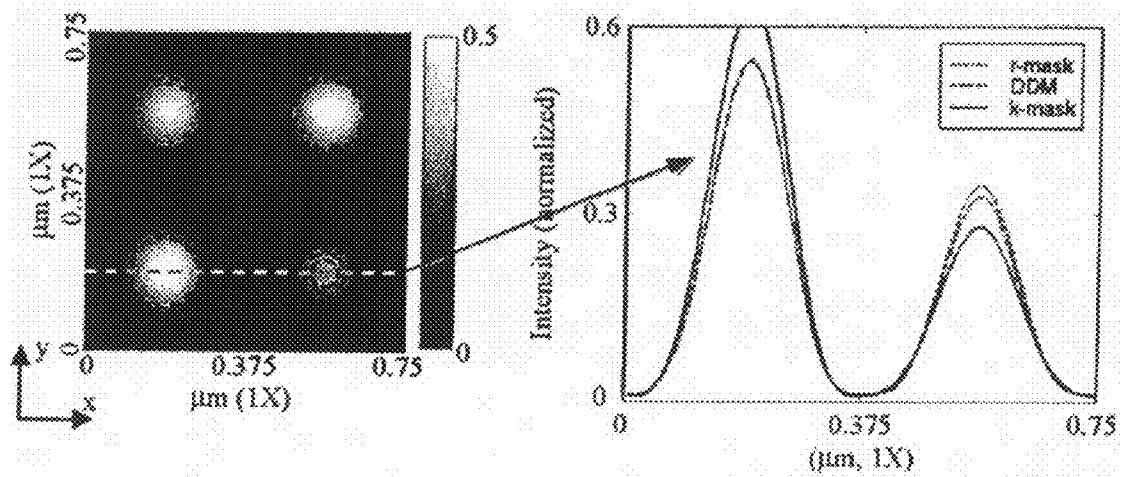 0.75
0.375
0
μm (1X)
0.5
0
0
0.375
0.75
μm (1X)
y
x
Intensity (normalized)
0.6
0.3
0
r-mask
DDM
k-mask
0
0.375
0.75
(μm, 1X)